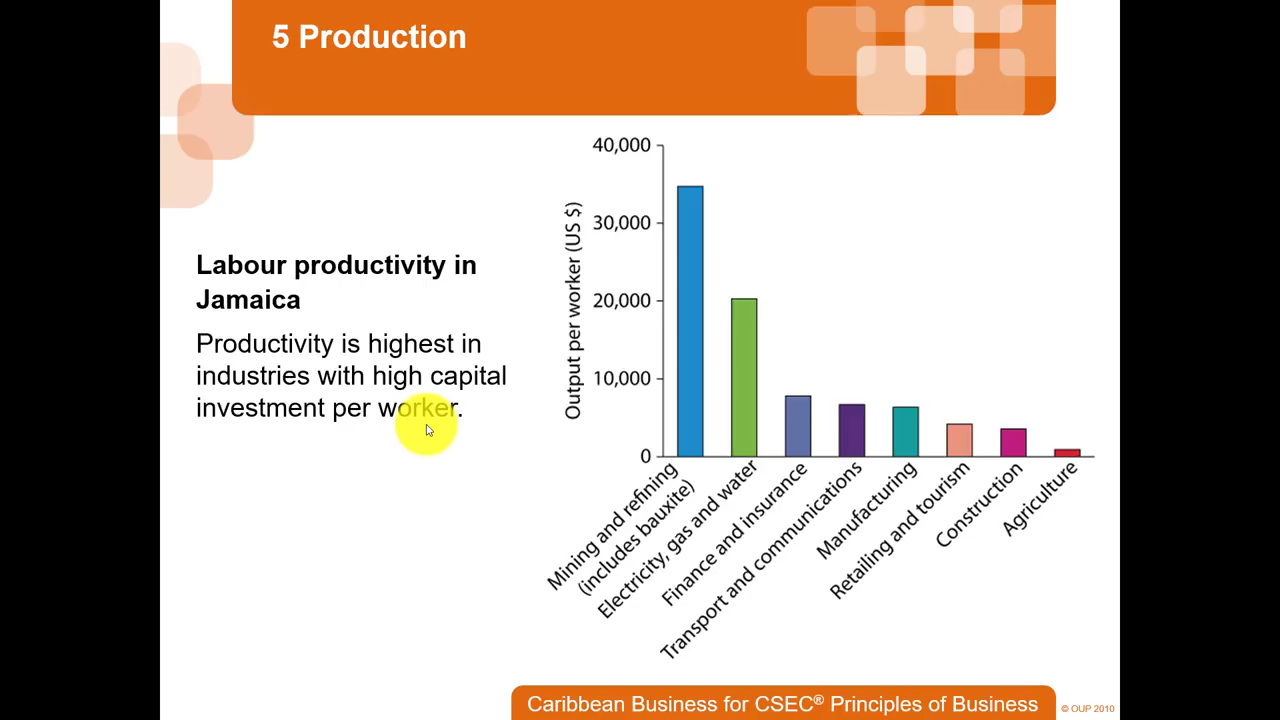 5 Production
Labour productivity in
Jamaica
Productivity is highest in
industries with high capital
investment per worker.
Output per worker (US $)
40,000
30,000
20,000
10,000
0
Mining and refining
(includes bauxite)
Electricity, gas and water
Finance and insurance
Transport and communications
Manufacturing
Retailing and tourism
Construction
Agriculture
Caribbean Business for CSEC® Principles of Business
© OUP 2010